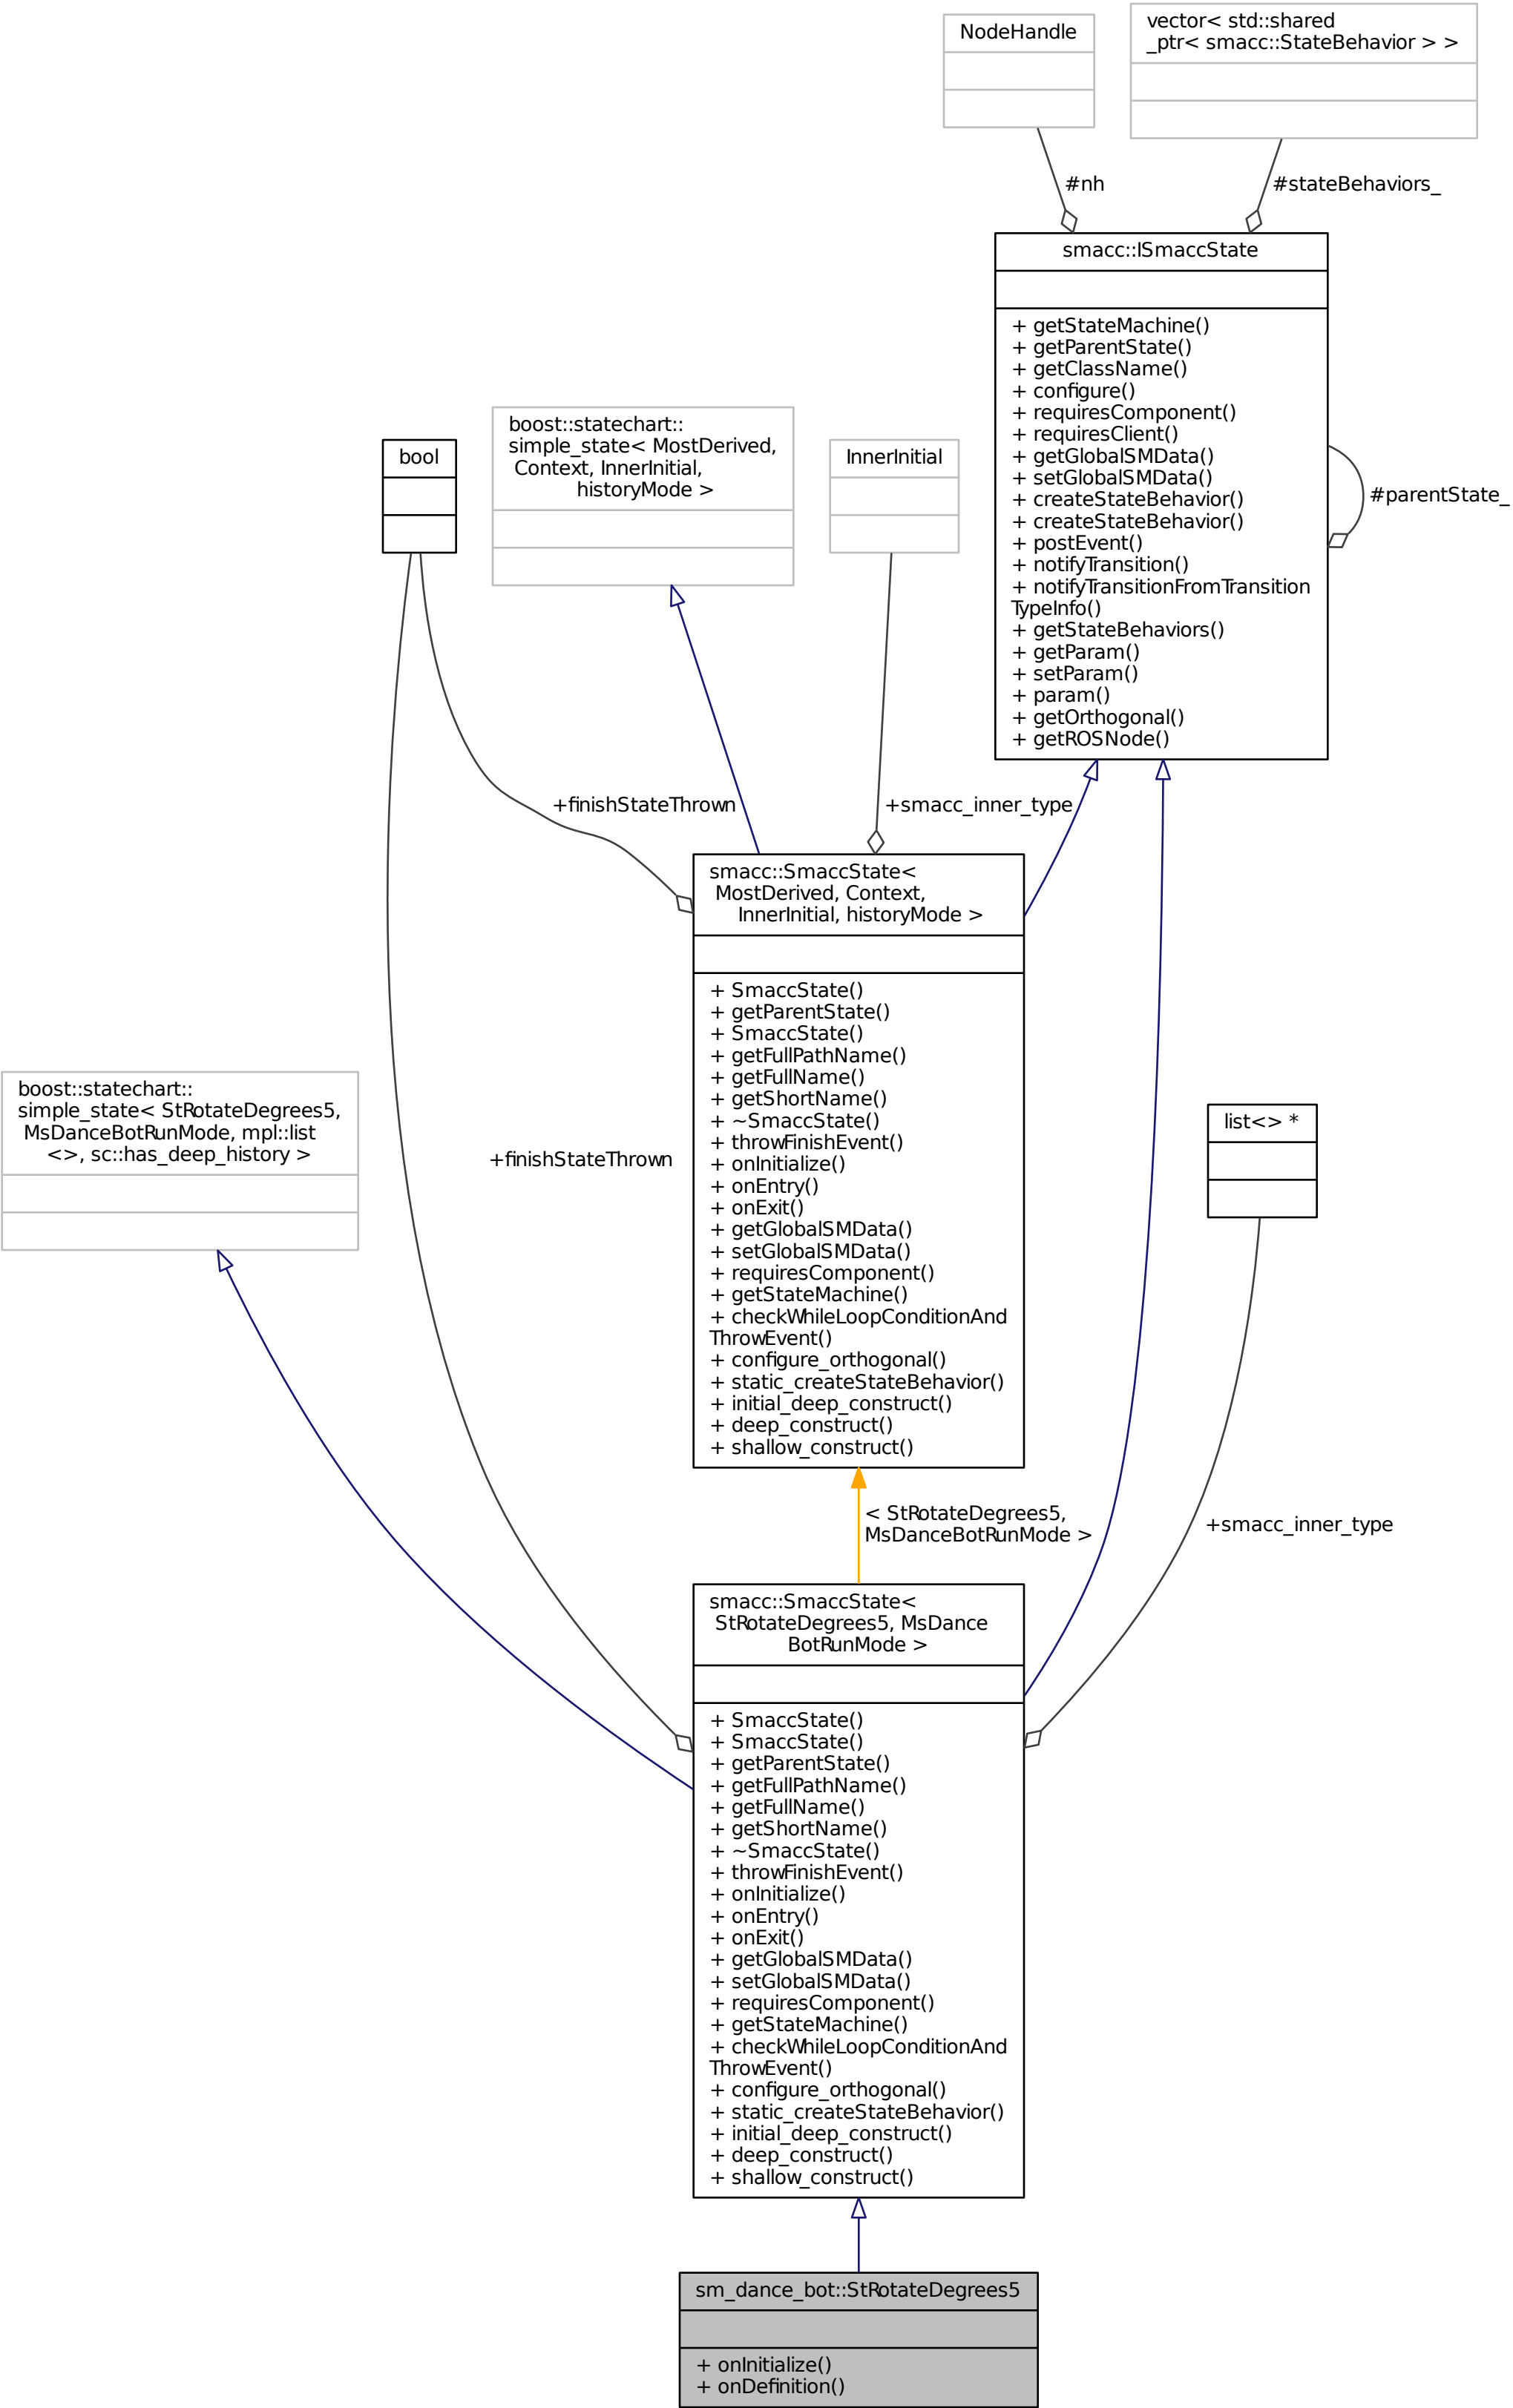 NodeHandle
vector< std::shared
_ptr< smacc::StateBehavior > >
#nh
#stateBehaviors_
smacc::ISmaccState
+ getStateMachine()
+ getParentState()
+ getClassName()
+ configure()
+ requiresComponent()
+ requiresClient()
+ getGlobalSMData()
+ setGlobalSMData()
+ createStateBehavior()
+ createStateBehavior()
+ postEvent()
+ notifyTransition()
+ notifyTransitionFromTransition
TypeInfo()
+ getStateBehaviors()
+ getParam()
+ setParam()
+ param()
+ getOrthogonal()
+ getROSNode()
#parentState_
boost::statechart::
simple_state< MostDerived,
Context, InnerInitial,
historyMode >
bool
InnerInitial
+finishStateThrown
+smacc_inner_type
smacc::SmaccState<
MostDerived, Context,
InnerInitial, historyMode >
+ SmaccState()
+ getParentState()
+ SmaccState()
+ getFullPathName()
+ getFullName()
+ getShortName()
+ ~SmaccState()
+ throwFinishEvent()
+ onInitialize()
+ onEntry()
+ onExit()
+ getGlobalSMData()
+ setGlobalSMData()
+ requiresComponent()
+ getStateMachine()
+ checkWhileLoopConditionAnd
ThrowEvent()
+ configure_orthogonal()
+ static_createStateBehavior()
+ initial_deep_construct()
+ deep_construct()
+ shallow_construct()
boost::statechart::
simple_state< StRotateDegrees5,
MsDanceBotRunMode, mpl::list
<>, sc::has_deep_history >
+finishStateThrown
list<> *
< StRotateDegrees5,
MsDanceBotRunMode >
+smacc_inner_type
smacc::SmaccState<
StRotateDegrees5, MsDance
BotRunMode >
+ SmaccState()
+ SmaccState()
+ getParentState()
+ getFullPathName()
+ getFullName()
+ getShortName()
+ ~SmaccState()
+ throwFinishEvent()
+ onInitialize()
+ onEntry()
+ onExit()
+ getGlobalSMData()
+ setGlobalSMData()
+ requiresComponent()
+ getStateMachine()
+ checkWhileLoopConditionAnd
ThrowEvent()
+ configure_orthogonal()
+ static_createStateBehavior()
+ initial_deep_construct()
+ deep_construct()
+ shallow_construct()
sm_dance_bot::StRotateDegrees5
+ onInitialize()
+ onDefinition()